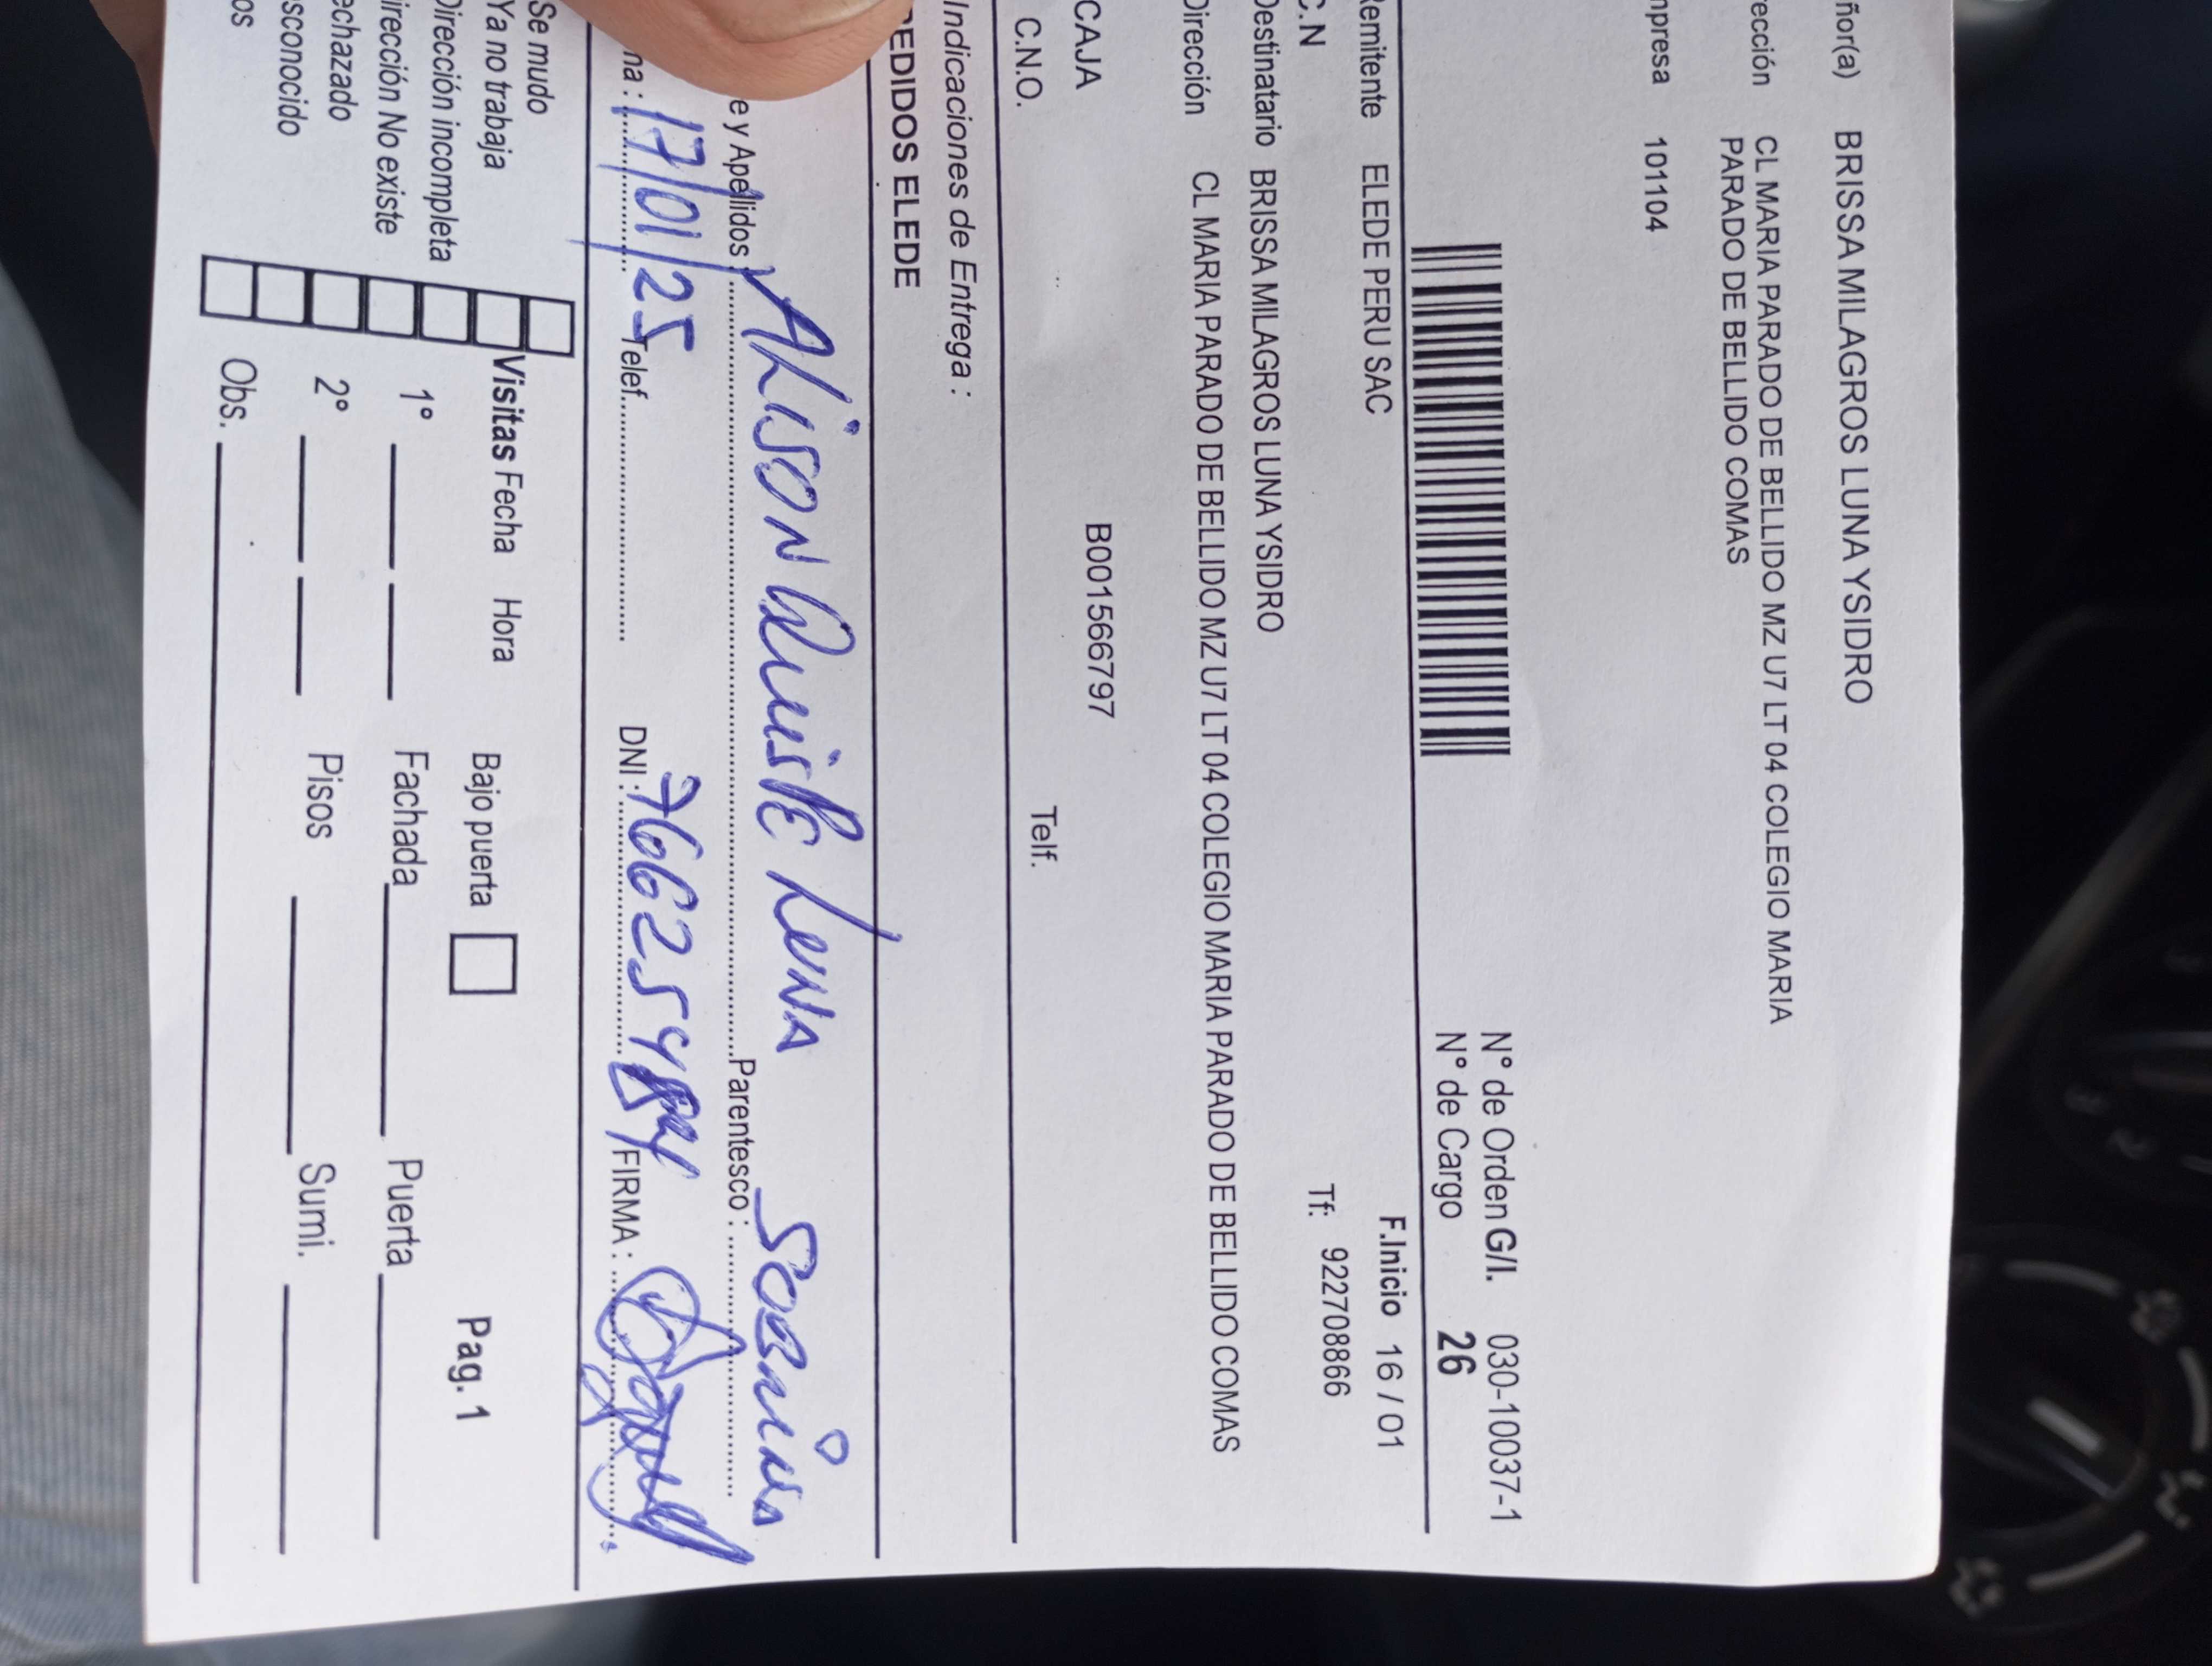 ñor(a) BRISSA MILAGROS LUNA YSIDRO
ección CL MARIA PARADO DE BELLIDO MZ U7 LT 04 COLEGIO MARIA
PARADO DE BELLIDO COMAS
mpresa 101104
N° de Orden G/I. 030-10037-1
N° de Cargo 26
Remitente ELEDE PERU SAC F.Inicio 16 / 01
C.N Tf: 922708866
Destinatario BRISSA MILAGROS LUNA YSIDRO
Dirección CL MARIA PARADO DE BELLIDO MZ U7 LT 04 COLEGIO MARIA PARADO DE BELLIDO COMAS
CAJA B001566797
C.N.O. Telf.
Indicaciones de Entrega :
PEDIDOS ELEDE
e y Apellidos : ALISON Quispe Luna Parentesco : SOBRINA
na : 17/01/25 Telef. DNI : FIRMA :
Se mudo
Ya no trabaja Visitas Fecha Hora Bajo puerta Pag. 1
Dirección incompleta
irección No existe 1° Fachada Puerta
echazado 2° Pisos Sumi.
esconocido
os Obs.